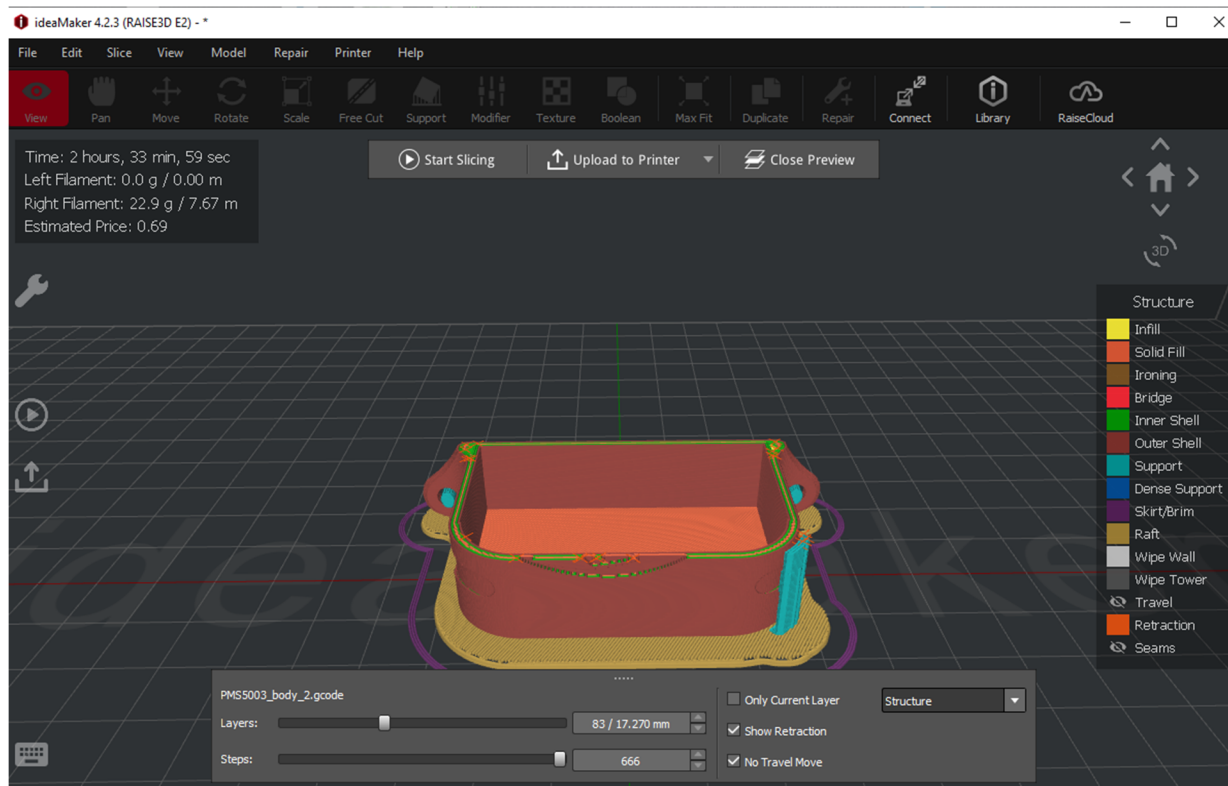 ideaMaker 4.2.3 (RAISE3D E2) - *
File Edit Slice View Model Repair Printer Help
View Pan Move Rotate Scale Free Cut Support Modifier Texture Boolean Max Fit Duplicate Repair Connect Library RaiseCloud
Time: 2 hours, 33 min, 59 sec
Left Filament: 0.0 g / 0.00 m
Right Filament: 22.9 g / 7.67 m
Estimated Price: 0.69
Start Slicing Upload to Printer Close Preview
3D
Structure
Infill
Solid Fill
Ironing
Bridge
Inner Shell
Outer Shell
Support
Dense Support
Skirt/Brim
Raft
Wipe Wall
Wipe Tower
Travel
Retraction
Seams
ideaMaker
PMS5003_body_2.gcode
Layers: 83 / 17.270 mm
Steps: 666
Only Current Layer Structure
Show Retraction
No Travel Move